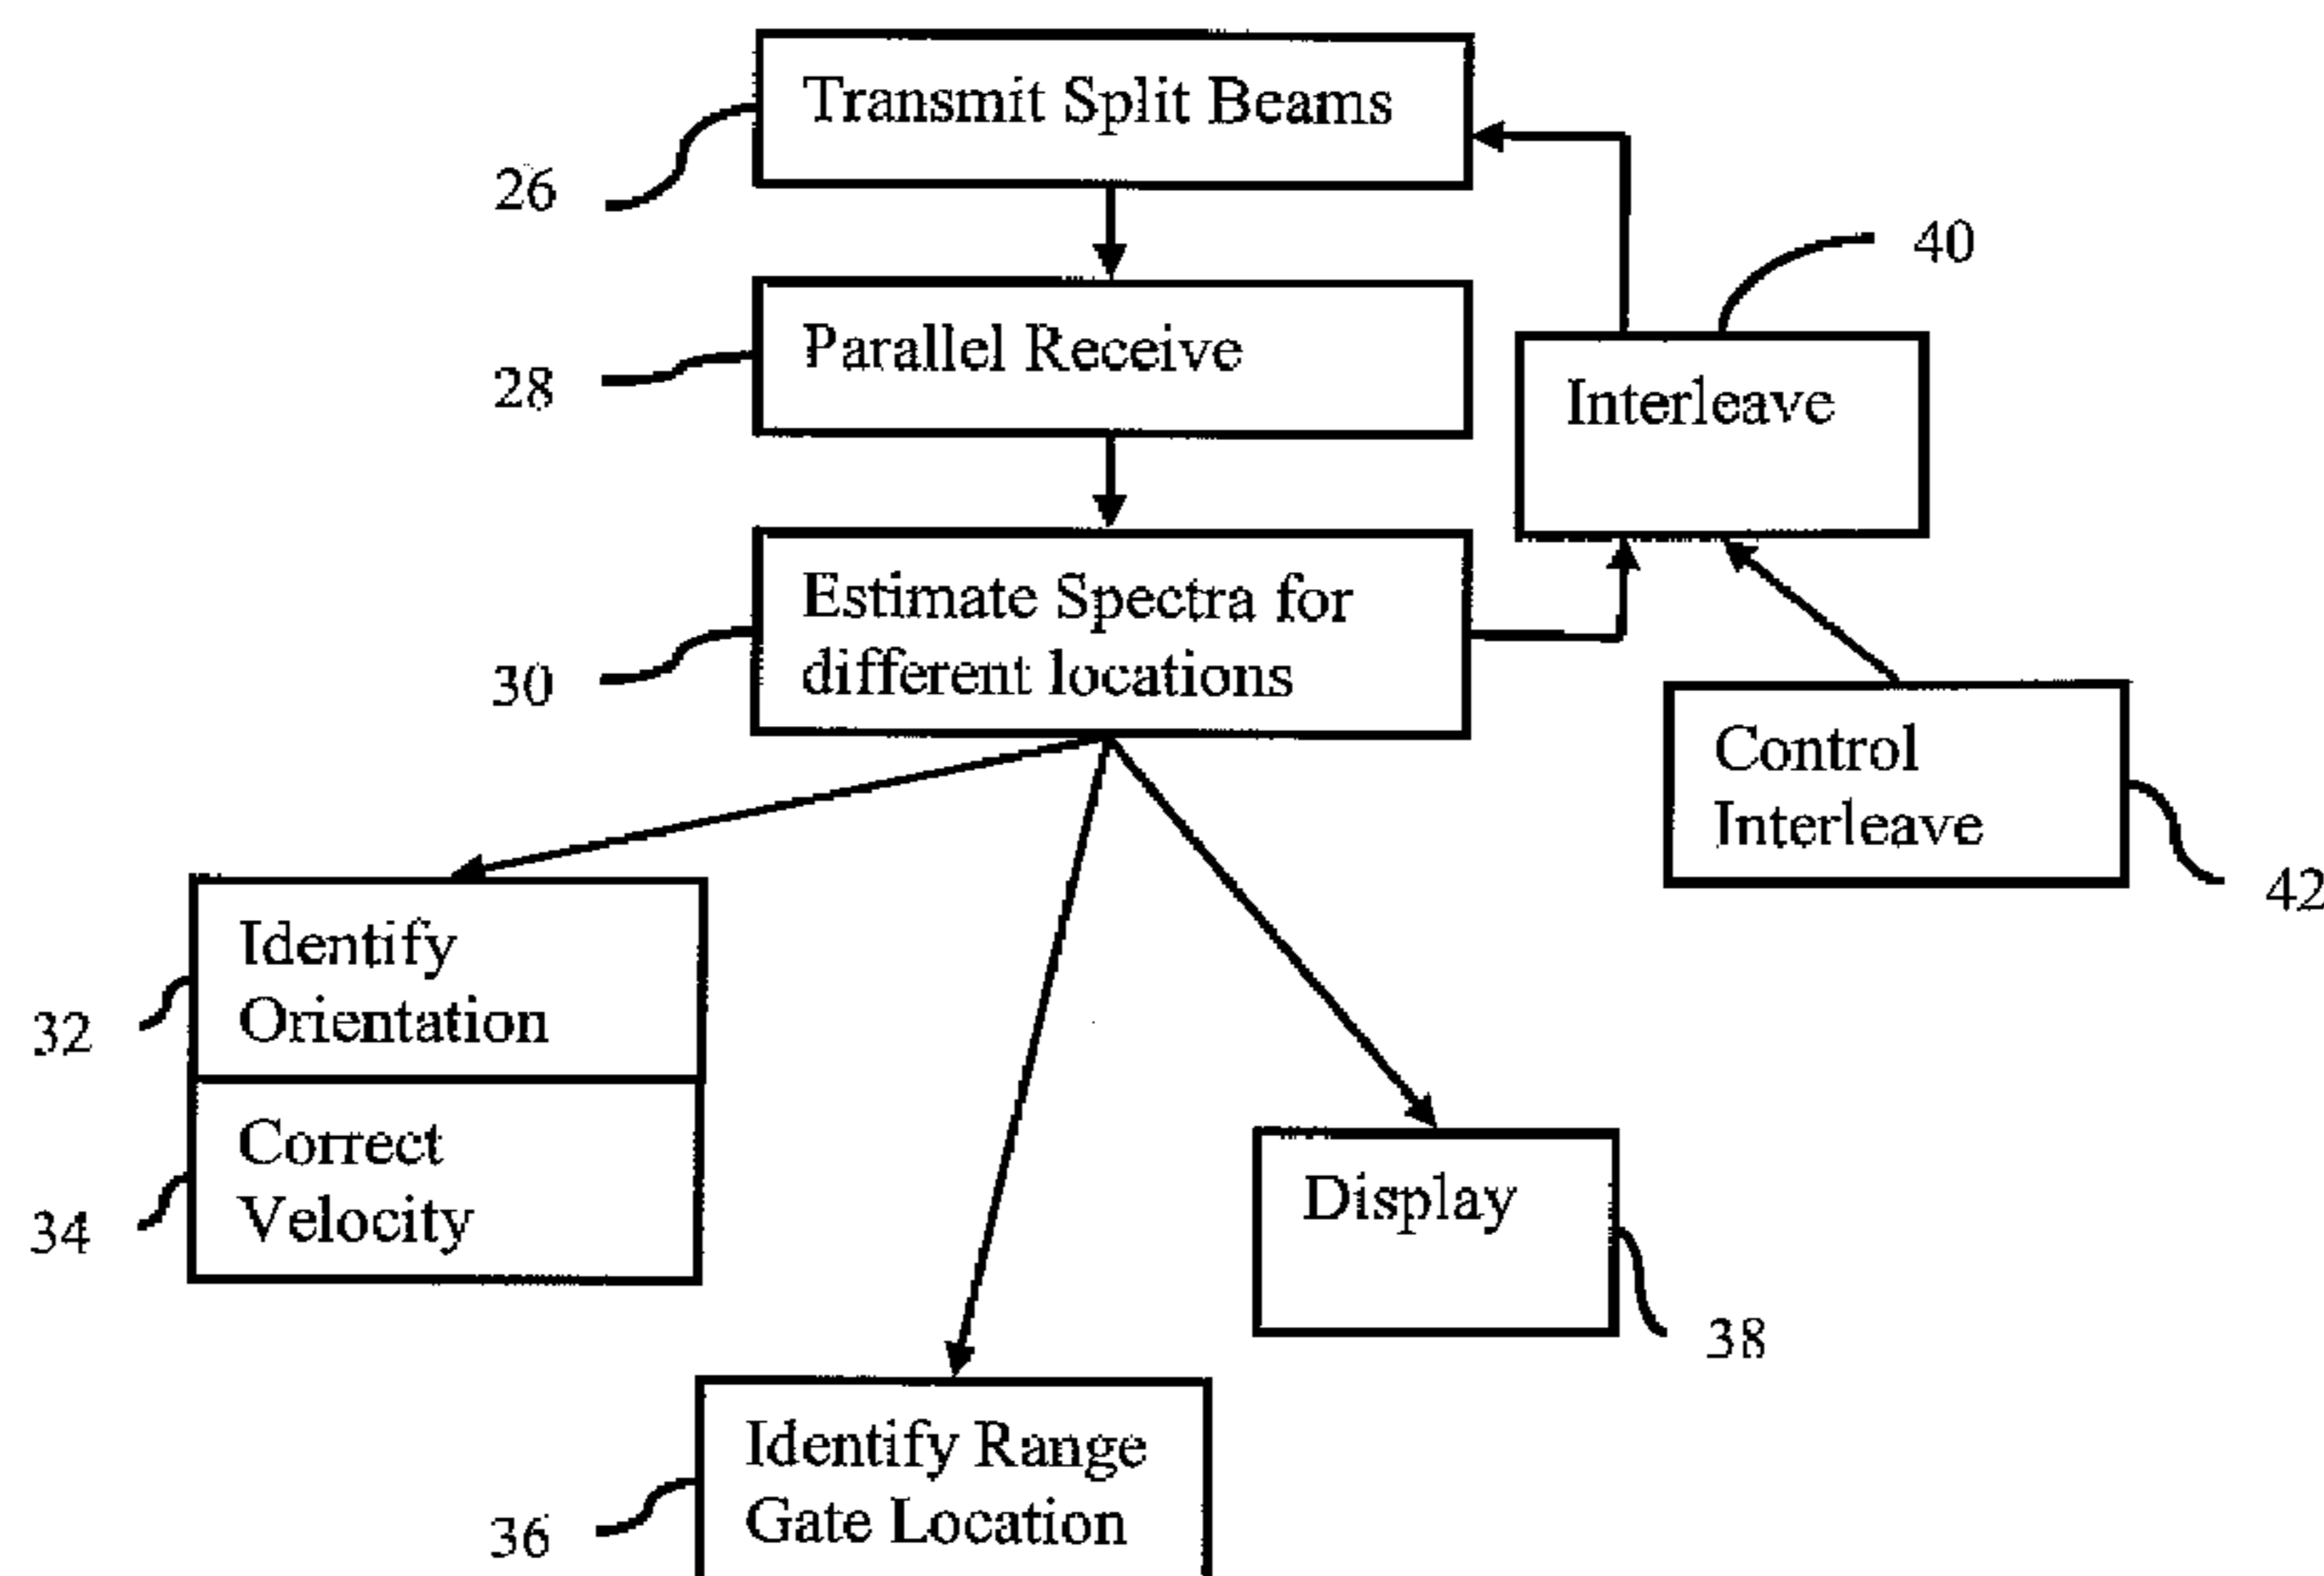 Transmit Split Beams
26
40
Parallel Receive
28
Interleave
Estimate Spectra for
different locations
30
Control
Interleave
42
Identify
Orientation
32
Correct
Velocity
34
Display
38
Identify Range
Gate Location
36